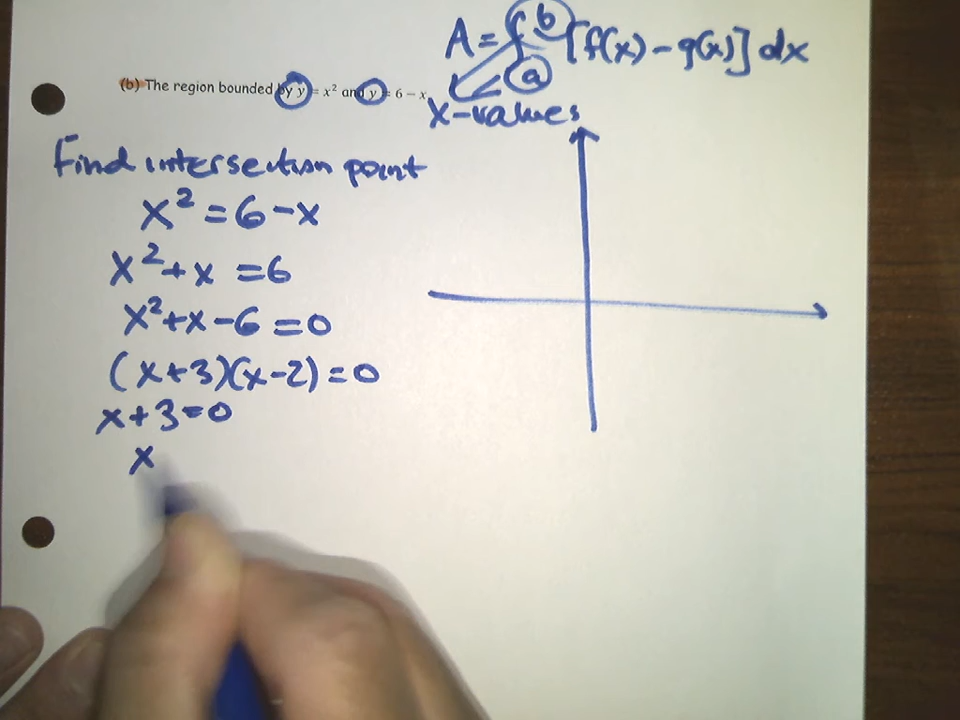 A = ∫ₐᵇ [f(x) - g(x)] dx
(b) The region bounded by y = x² and y = 6 - x
x-values
Find intersection point
x² = 6 - x
x² + x = 6
x² + x - 6 = 0
(x + 3)(x - 2) = 0
x + 3 = 0
x